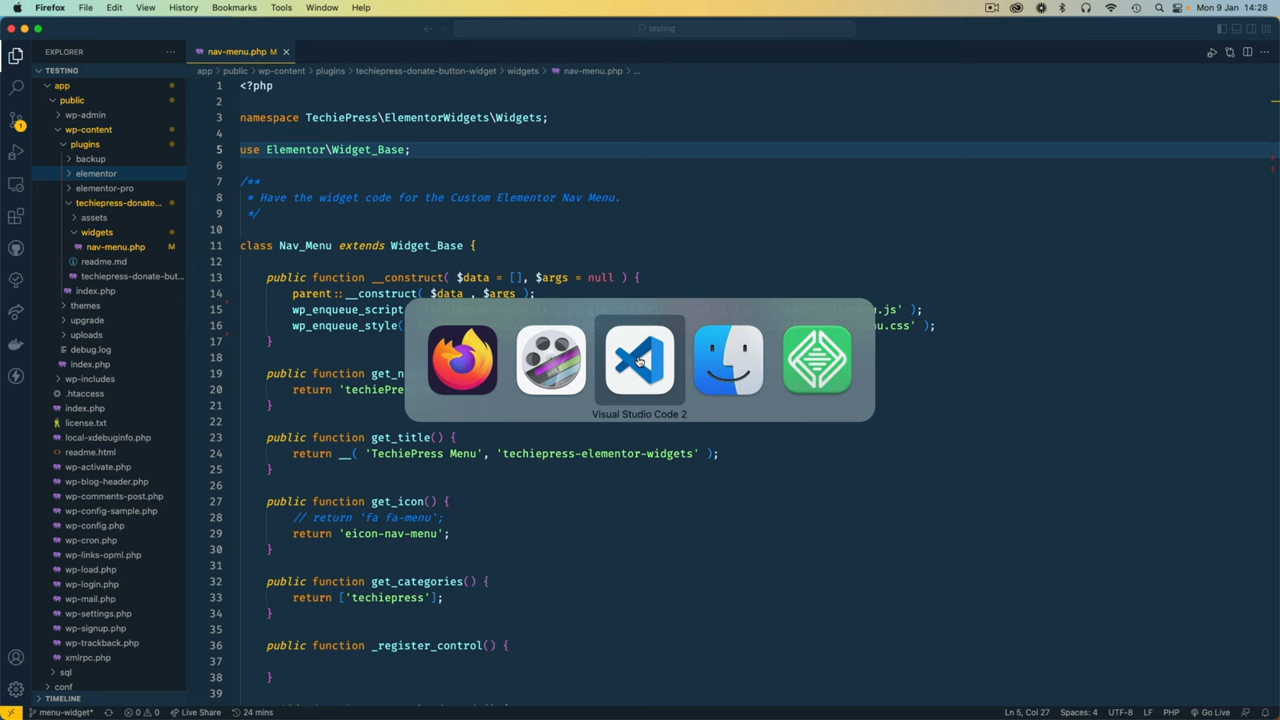 Firefox File Edit View History Bookmarks Tools Window Help Mon 9 Jan 14:28
testing
EXPLORER
nav-menu.php M
TESTING
app
public
wp-admin
wp-content
plugins
backup
elementor
elementor-pro
techiepress-donate...
assets
widgets
nav-menu.php M
readme.md
techiepress-donate-but...
index.php
themes
upgrade
uploads
debug.log
index.php
wp-includes
.htaccess
index.php
license.txt
local-xdebuginfo.php
readme.html
wp-activate.php
wp-blog-header.php
wp-comments-post.php
wp-config-sample.php
wp-config.php
wp-cron.php
wp-links-opml.php
wp-load.php
wp-login.php
wp-mail.php
wp-settings.php
wp-signup.php
wp-trackback.php
xmlrpc.php
sql
conf
TIMELINE
app > public > wp-content > plugins > techiepress-donate-button-widget > widgets > nav-menu.php > ...
1 <?php
2
3 namespace TechiePress\ElementorWidgets\Widgets;
4
5 use Elementor\Widget_Base;
6
7 /**
8 * Have the widget code for the Custom Elementor Nav Menu.
9 */
10
11 class Nav_Menu extends Widget_Base {
12
13 public function __construct( $data = [], $args = null ) {
14 parent::__construct( $data , $args );
15 wp_enqueue_script .js' );
16 wp_enqueue_style( .css' );
17 }
18
19 public function get_n
20 return 'techiePres
21 }
22
23 public function get_title() {
24 return __( 'TechiePress Menu', 'techiepress-elementor-widgets' );
25 }
26
27 public function get_icon() {
28 // return 'fa fa-menu';
29 return 'eicon-nav-menu';
30 }
31
32 public function get_categories() {
33 return ['techiepress'];
34 }
35
36 public function _register_control() {
37
38 }
39
Visual Studio Code 2
menu-widget* 0 0 Live Share 24 mins Ln 5, Col 27 Spaces: 4 UTF-8 LF PHP Go Live